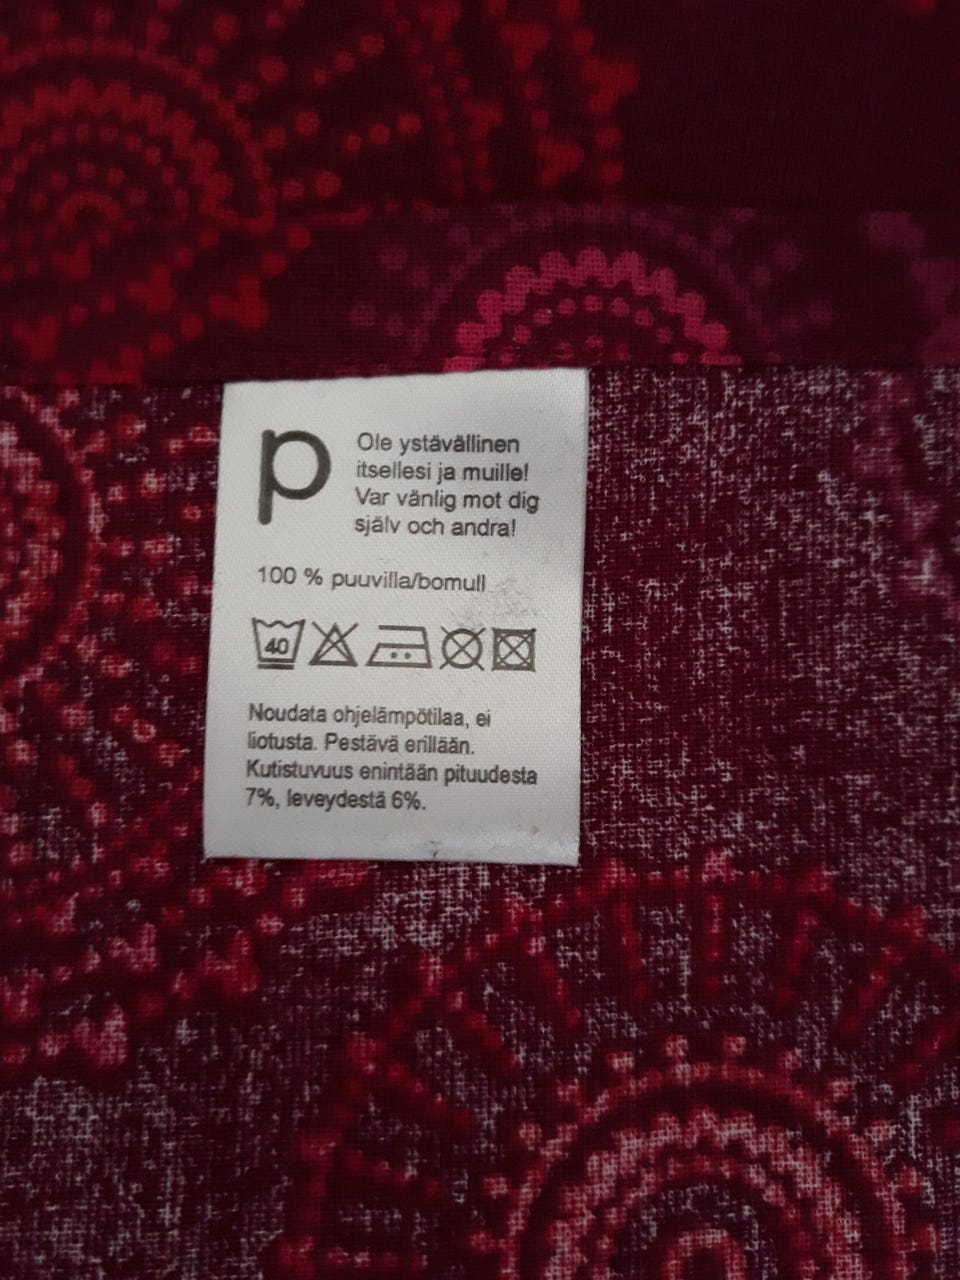 p
Ole ystävällinen
itsellesi ja muille!
Var vänlig mot dig
själv och andra!
100 % puuvilla/bomull
40
Noudata ohjelämpötilaa, ei
liotusta. Pestävä erillään.
Kutistuvuus enintään pituudesta
7%, leveydestä 6%.